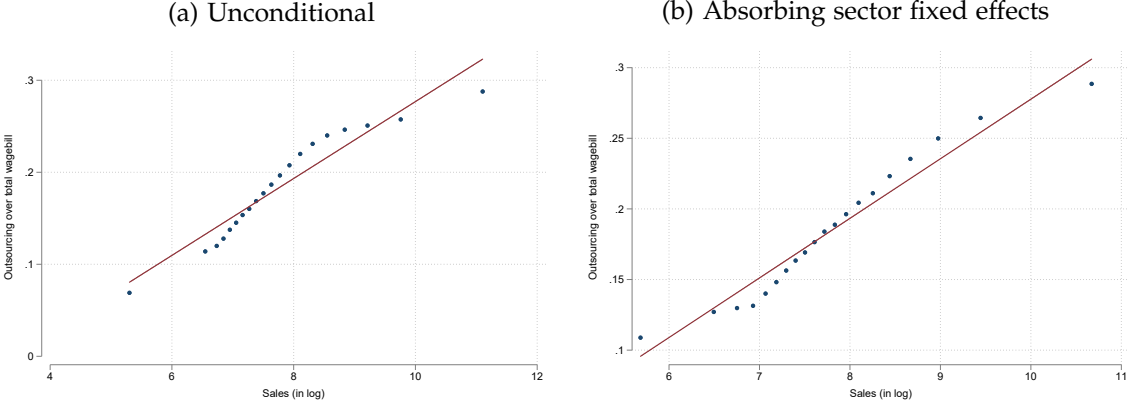 (a) Unconditional
.3
.2
.1
0
4 6 8 10 12
Outsourcing over total wagebill
Sales (in log)
(b) Absorbing sector fixed effects
.3
.25
.2
.15
.1
6 7 8 9 10 11
Outsourcing over total wagebill
Sales (in log)